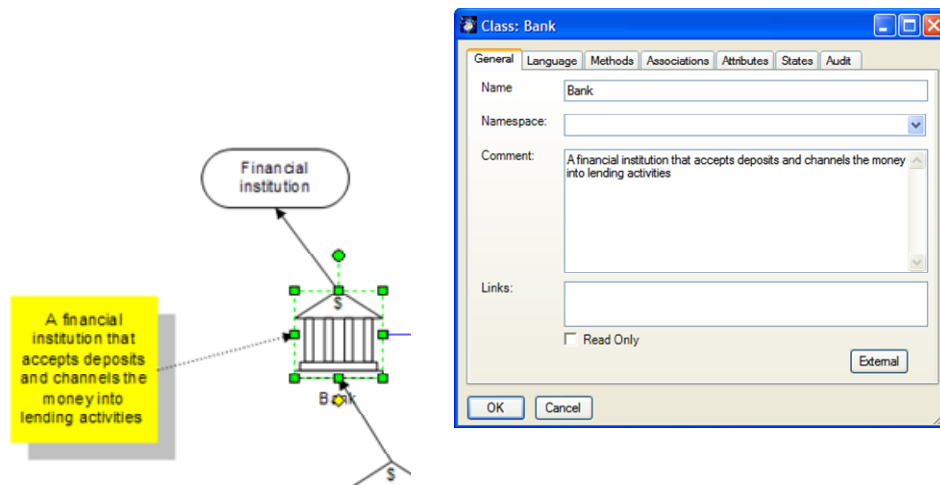 Financial
institution
$
A financial
institution that
accepts deposits
and channels the
money into
lending activities
Bank
$
Class: Bank
General Language Methods Associations Attributes States Audit
Name
Bank
Namespace:
Comment:
A financial institution that accepts deposits and channels the money
into lending activities
Links:
Read Only
External
OK Cancel